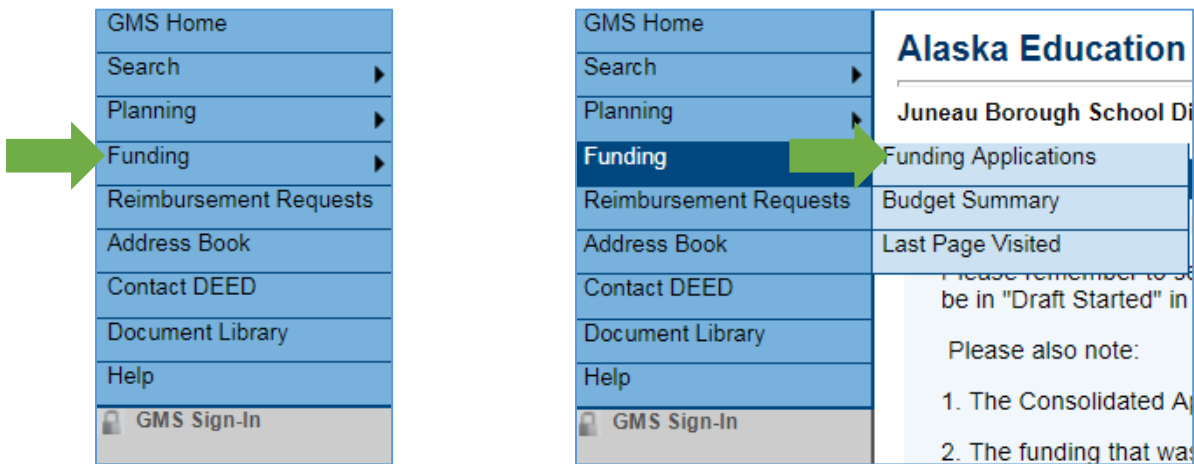 GMS Home
Search
Planning
Funding
Reimbursement Requests
Address Book
Contact DEED
Document Library
Help
GMS Sign-In
GMS Home
Search
Planning
Funding
Reimbursement Requests
Address Book
Contact DEED
Document Library
Help
GMS Sign-In
Alaska Education
Juneau Borough School Di
Funding Applications
Budget Summary
Last Page Visited
Please remember to s
be in "Draft Started" in
Please also note:
1. The Consolidated A
2. The funding that was